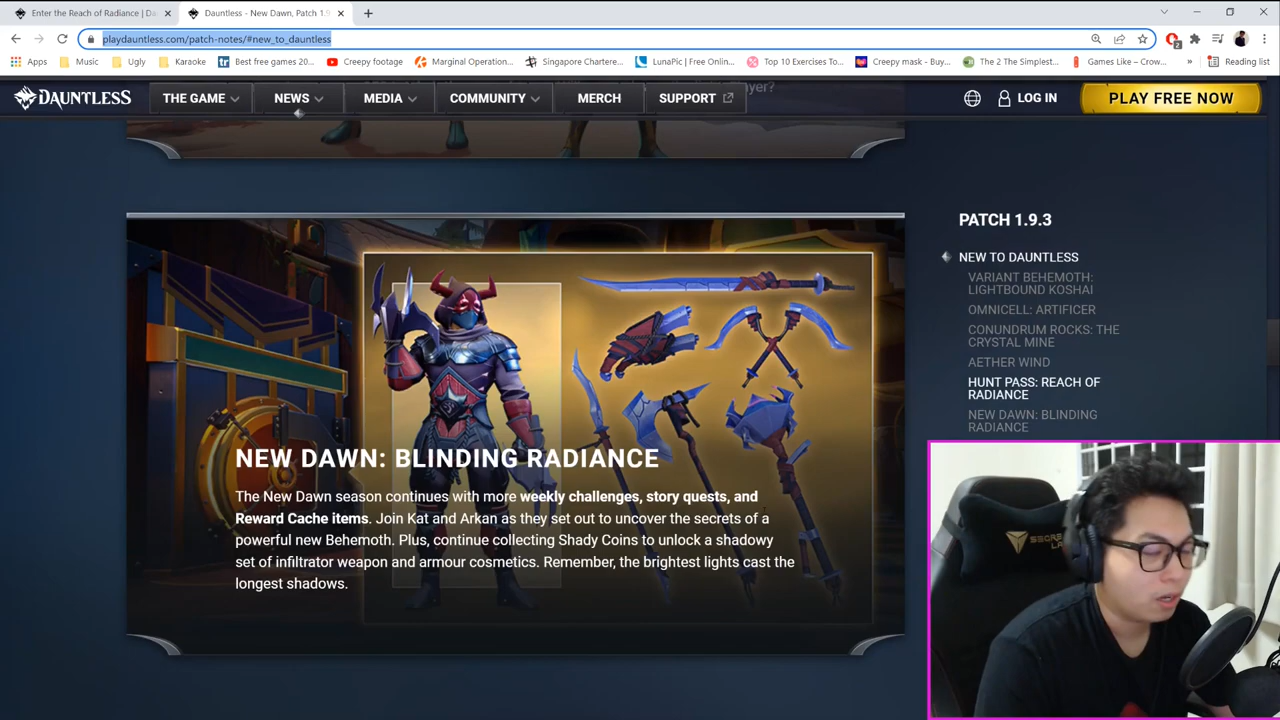 Enter the Reach of Radiance | Da
Dauntless - New Dawn, Patch 1.9
playdauntless.com/patch-notes/#new_to_dauntless
2
Apps
Music
Ugly
Karaoke
Best free games 20...
Creepy footage
Marginal Operation...
Singapore Chartere...
LunaPic | Free Onlin...
Top 10 Exercises To...
Creepy mask - Buy...
The 2 The Simplest...
Games Like – Crow...
»
Reading list
DAUNTLESS
THE GAME
NEWS
MEDIA
COMMUNITY
MERCH
SUPPORT
LOG IN
PLAY FREE NOW
ayer?
NEW DAWN: BLINDING RADIANCE
The New Dawn season continues with more weekly challenges, story quests, and
Reward Cache items. Join Kat and Arkan as they set out to uncover the secrets of a
powerful new Behemoth. Plus, continue collecting Shady Coins to unlock a shadowy
set of infiltrator weapon and armour cosmetics. Remember, the brightest lights cast the
longest shadows.
PATCH 1.9.3
NEW TO DAUNTLESS
VARIANT BEHEMOTH:
LIGHTBOUND KOSHAI
OMNICELL: ARTIFICER
CONUNDRUM ROCKS: THE
CRYSTAL MINE
AETHER WIND
HUNT PASS: REACH OF
RADIANCE
NEW DAWN: BLINDING
RADIANCE